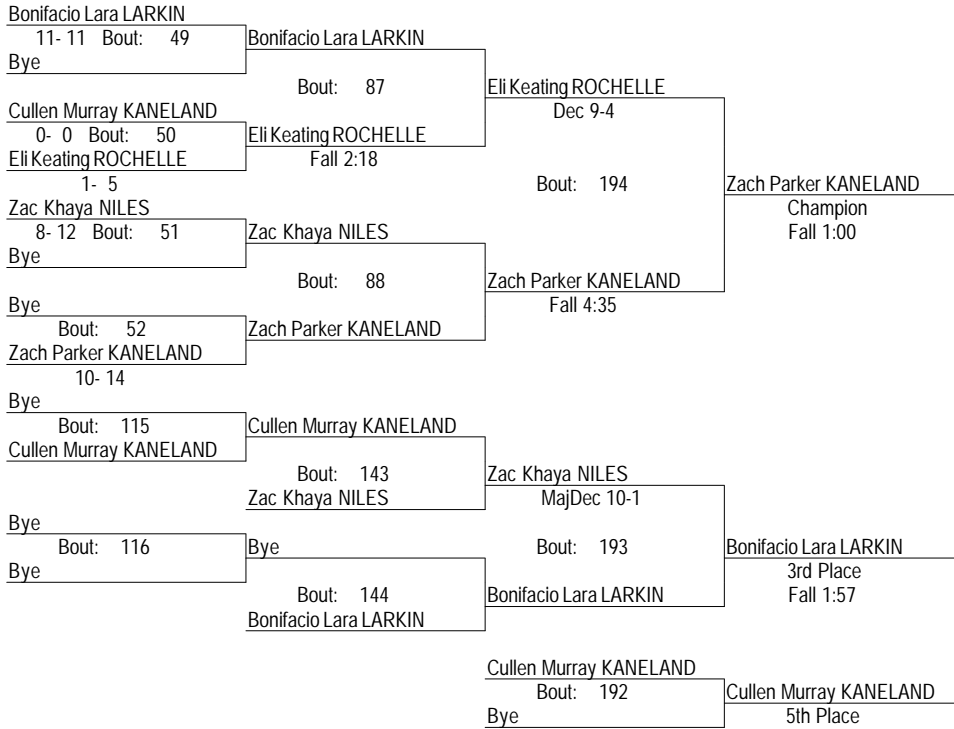 Bonifacio Lara LARKIN
11- 11 Bout: 49 Bonifacio Lara LARKIN
Bye
Bout: 87 Eli Keating ROCHELLE
Cullen Murray KANELAND Dec 9-4
0- 0 Bout: 50 Eli Keating ROCHELLE
Eli Keating ROCHELLE Fall 2:18
1- 5 Bout: 194 Zach Parker KANELAND
Zac Khaya NILES Champion
8- 12 Bout: 51 Zac Khaya NILES Fall 1:00
Bye
Bout: 88 Zach Parker KANELAND
Bye Fall 4:35
Bout: 52 Zach Parker KANELAND
Zach Parker KANELAND
10- 14
Bye
Bout: 115 Cullen Murray KANELAND
Cullen Murray KANELAND
Bout: 143 Zac Khaya NILES
Zac Khaya NILES MajDec 10-1
Bye
Bout: 116 Bye Bout: 193 Bonifacio Lara LARKIN
Bye 3rd Place
Bout: 144 Bonifacio Lara LARKIN Fall 1:57
Bonifacio Lara LARKIN
Cullen Murray KANELAND
Bout: 192 Cullen Murray KANELAND
Bye 5th Place